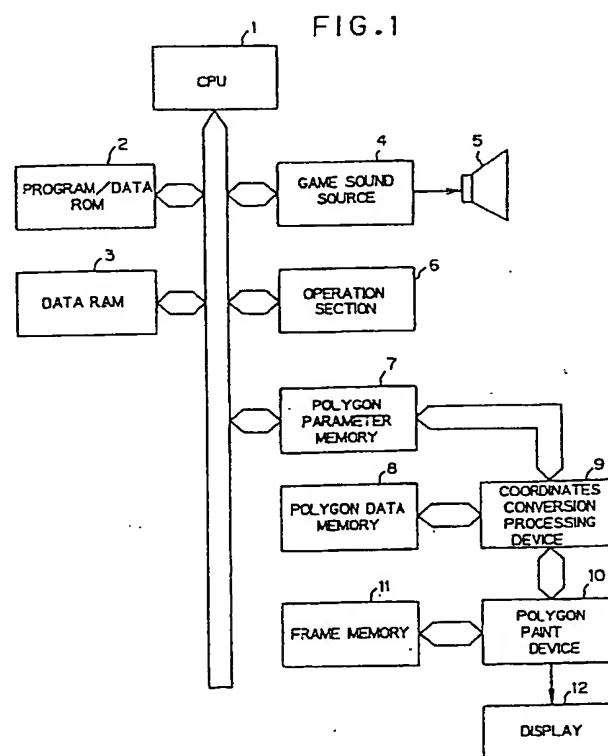 FIG.1
1
CPU
2
PROGRAM/DATA
ROM
4
GAME SOUND
SOURCE
5
3
DATA RAM
6
OPERATION
SECTION
7
POLYGON
PARAMETER
MEMORY
8
POLYGON DATA
MEMORY
9
COORDINATES
CONVERSION
PROCESSING
DEVICE
11
FRAME MEMORY
10
POLYGON
PAINT
DEVICE
12
DISPLAY